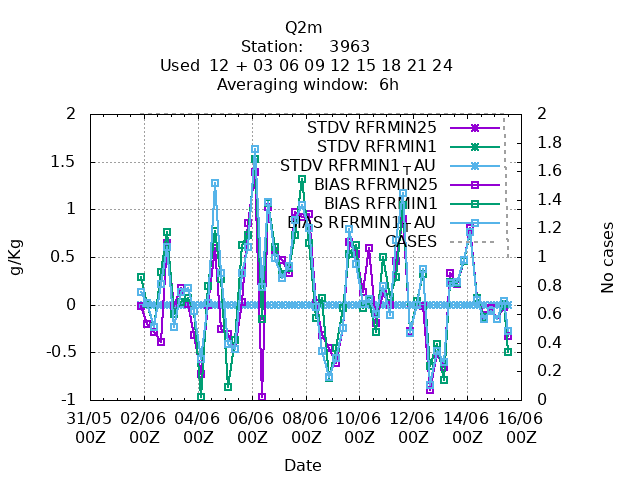 Q2m
Station: 3963
Used 12 + 03 06 09 12 15 18 21 24
Averaging window: 6h
g/Kg
2
1.5
1
0.5
0
-0.5
-1
STDV RFRMIN25
STDV RFRMIN1
STDV RFRMIN1_AU
BIAS RFRMIN25
BIAS RFRMIN1
BIAS RFRMIN1_AU
CASES
2
1.8
1.6
1.4
1.2
1
0.8
0.6
0.4
0.2
0
No cases
31/05 02/06 04/06 06/06 08/06 10/06 12/06 14/06 16/06
00Z 00Z 00Z 00Z 00Z 00Z 00Z 00Z 00Z
Date